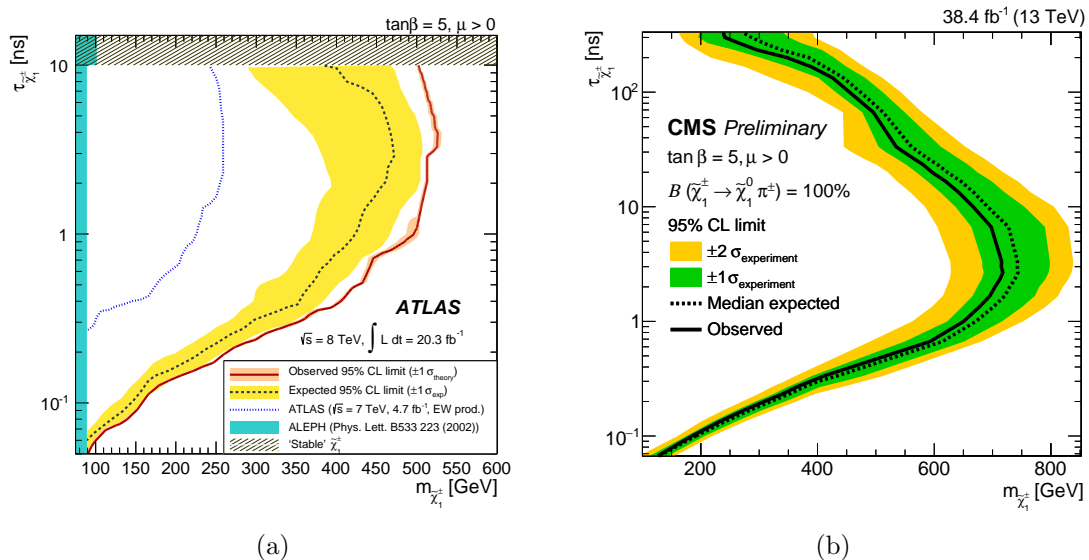 tanβ = 5, μ > 0
τ_χ̃₁± [ns]
10
1
10⁻¹
ATLAS
√s = 8 TeV, ∫ L dt = 20.3 fb⁻¹
Observed 95% CL limit (±1 σ_theory)
Expected 95% CL limit (±1 σ_exp)
ATLAS (√s = 7 TeV, 4.7 fb⁻¹, EW prod.)
ALEPH (Phys. Lett. B533 223 (2002))
'Stable' χ̃₁±
100 150 200 250 300 350 400 450 500 550 600
m_χ̃₁± [GeV]
(a)
38.4 fb⁻¹ (13 TeV)
τ_χ̃₁± [ns]
10²
10
1
10⁻¹
CMS Preliminary
tan β = 5, μ > 0
B (χ̃₁± → χ̃₁⁰ π±) = 100%
95% CL limit
±2 σ_experiment
±1 σ_experiment
Median expected
Observed
200 400 600 800
m_χ̃₁± [GeV]
(b)